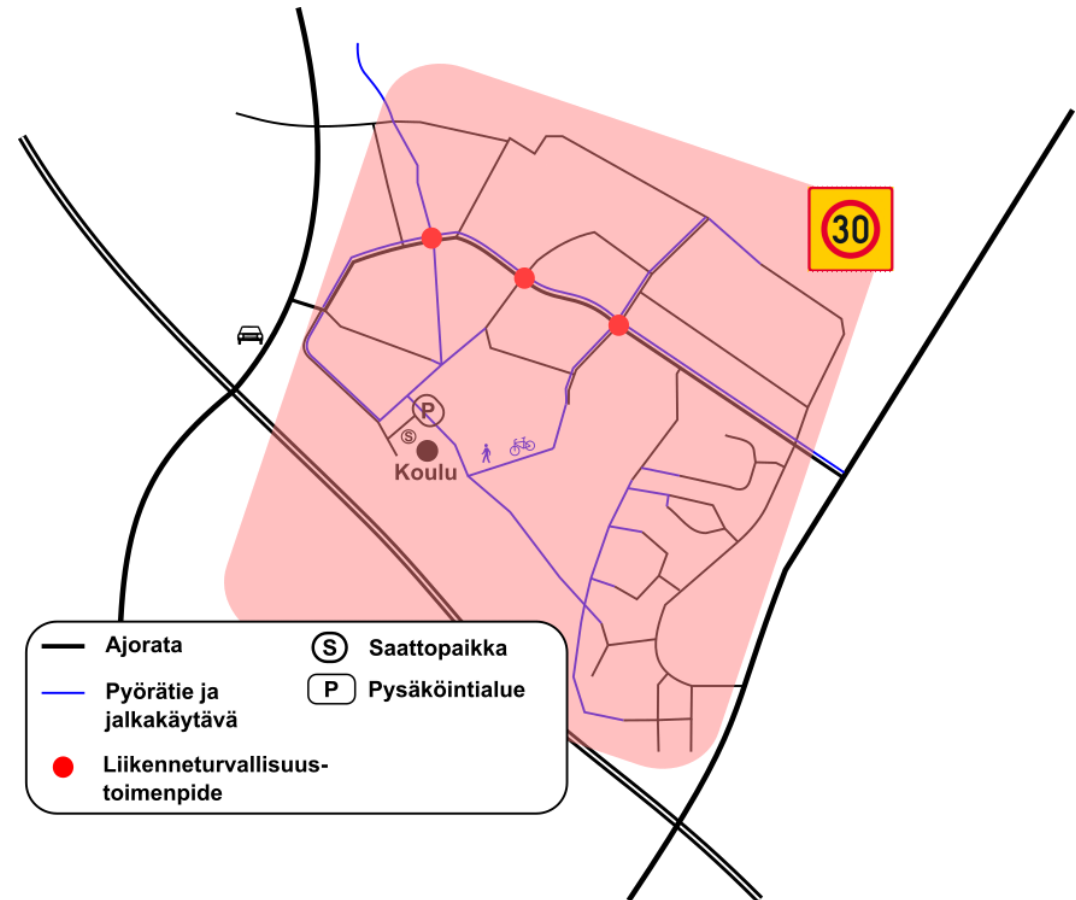 30
P
S
Koulu
Ajorata
Pyörätie ja
jalkakäytävä
Liikenneturvallisuus-
toimenpide
S Saattopaikka
P Pysäköintialue